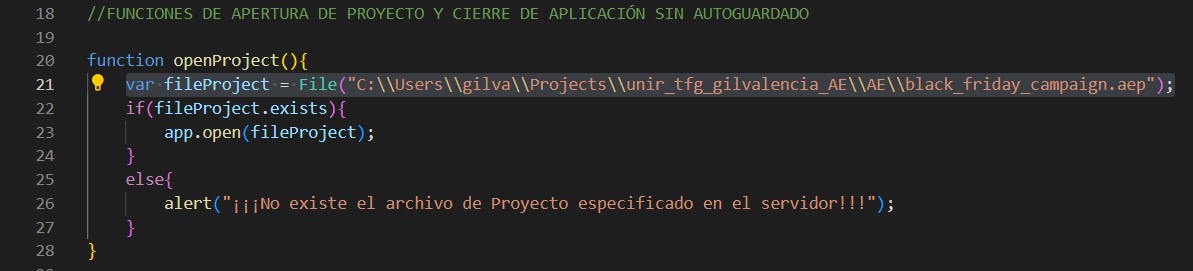 18 //FUNCIONES DE APERTURA DE PROYECTO Y CIERRE DE APLICACIÓN SIN AUTOGUARDADO
19
20 function openProject(){
21 var fileProject = File("C:\\Users\\gilva\\Projects\\unir_tfg_gilvalencia_AE\\AE\\black_friday_campaign.aep");
22 if(fileProject.exists){
23 app.open(fileProject);
24 }
25 else{
26 alert("¡¡¡No existe el archivo de Proyecto especificado en el servidor!!!");
27 }
28 }